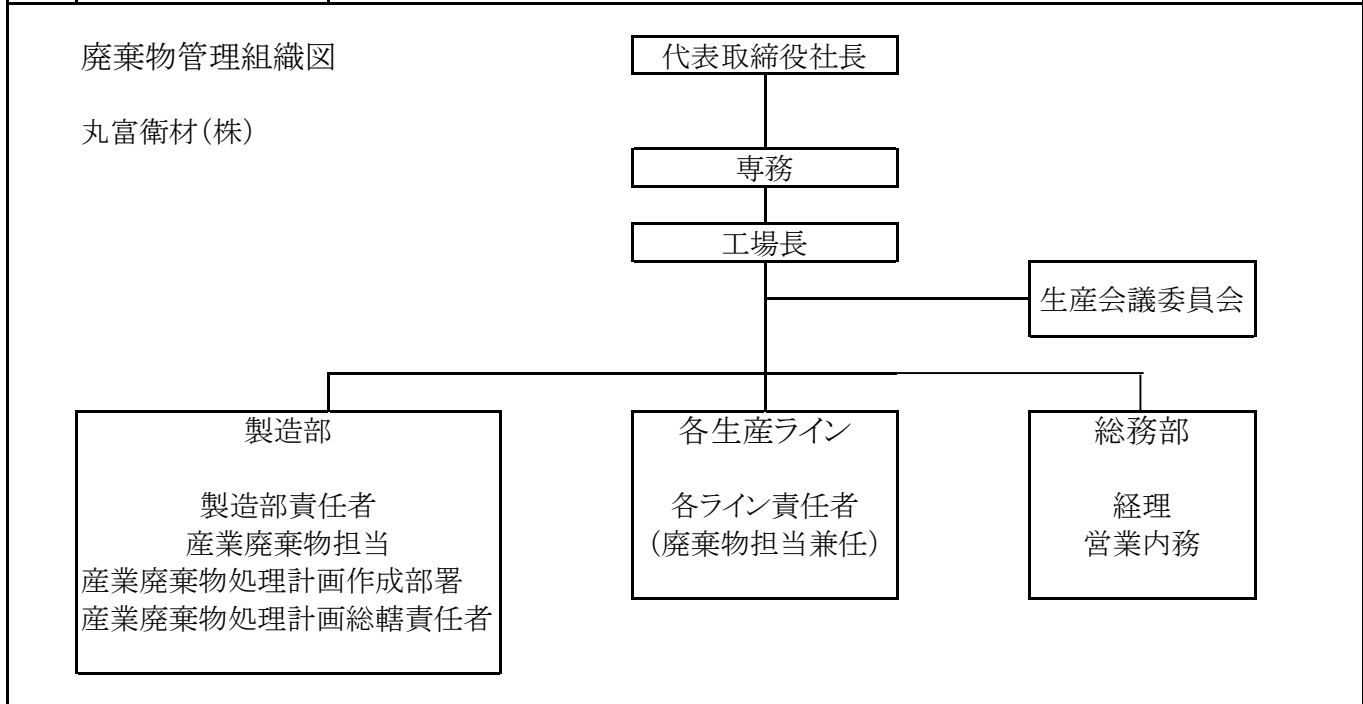 廃棄物管理組織図
代表取締役社長
丸富衛材(株)
専務
工場長
生産会議委員会
製造部
製造部責任者
産業廃棄物担当
産業廃棄物処理計画作成部署
産業廃棄物処理計画総轄責任者
各生産ライン
各ライン責任者
(廃棄物担当兼任)
総務部
経理
営業内務